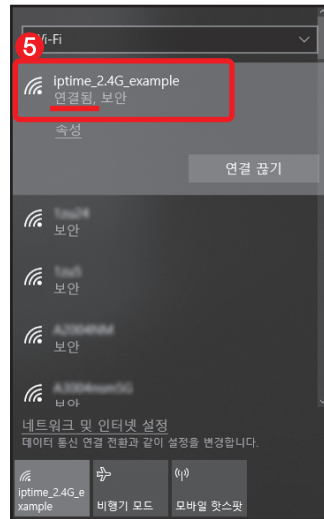 5
Wi-Fi
iptime_2.4G_example
연결됨, 보안
속성
연결 끊기
보안
보안
보안
보안
네트워크 및 인터넷 설정
데이터 통신 연결 전환과 같이 설정을 변경합니다.
iptime_2.4G_e
xample
비행기 모드
모바일 핫스팟